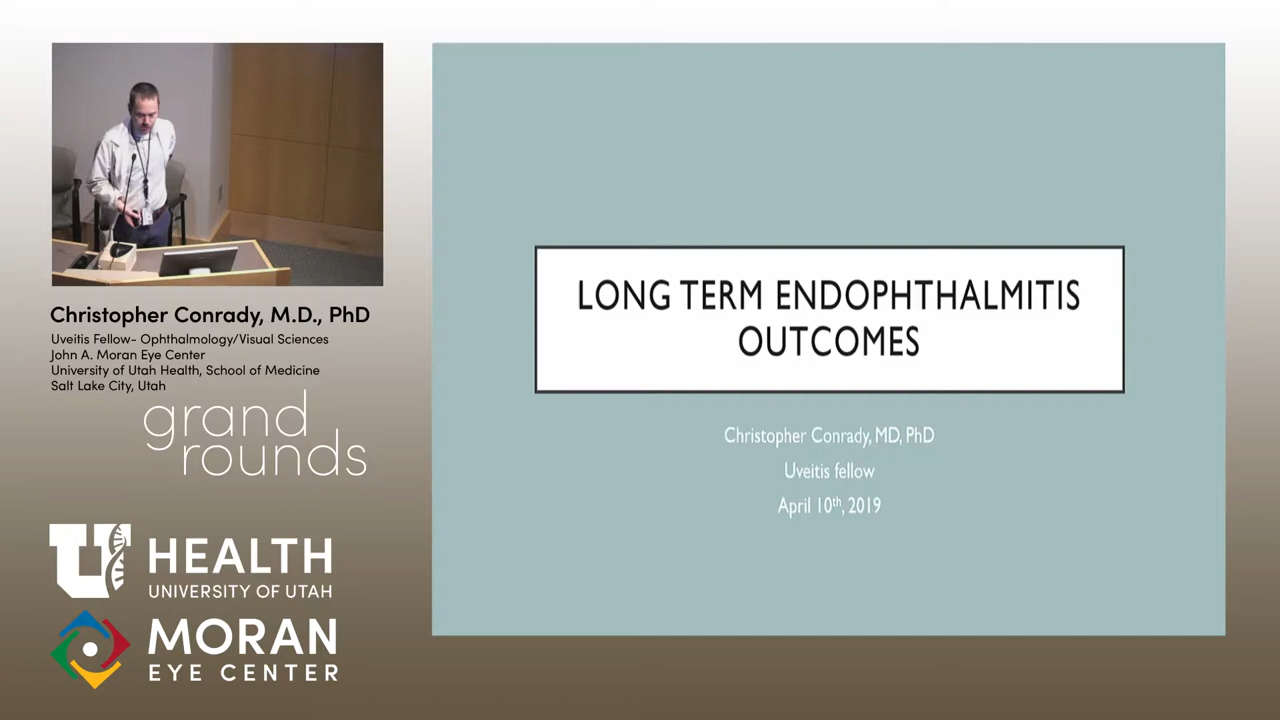 Christopher Conrady, M.D., PhD
Uveitis Fellow- Ophthalmology/Visual Sciences
John A. Moran Eye Center
University of Utah Health, School of Medicine
Salt Lake City, Utah
grand
rounds
U HEALTH
UNIVERSITY OF UTAH
MORAN
EYE CENTER
LONG TERM ENDOPHTHALMITIS
OUTCOMES
Christopher Conrady, MD, PhD
Uveitis fellow
April 10th, 2019